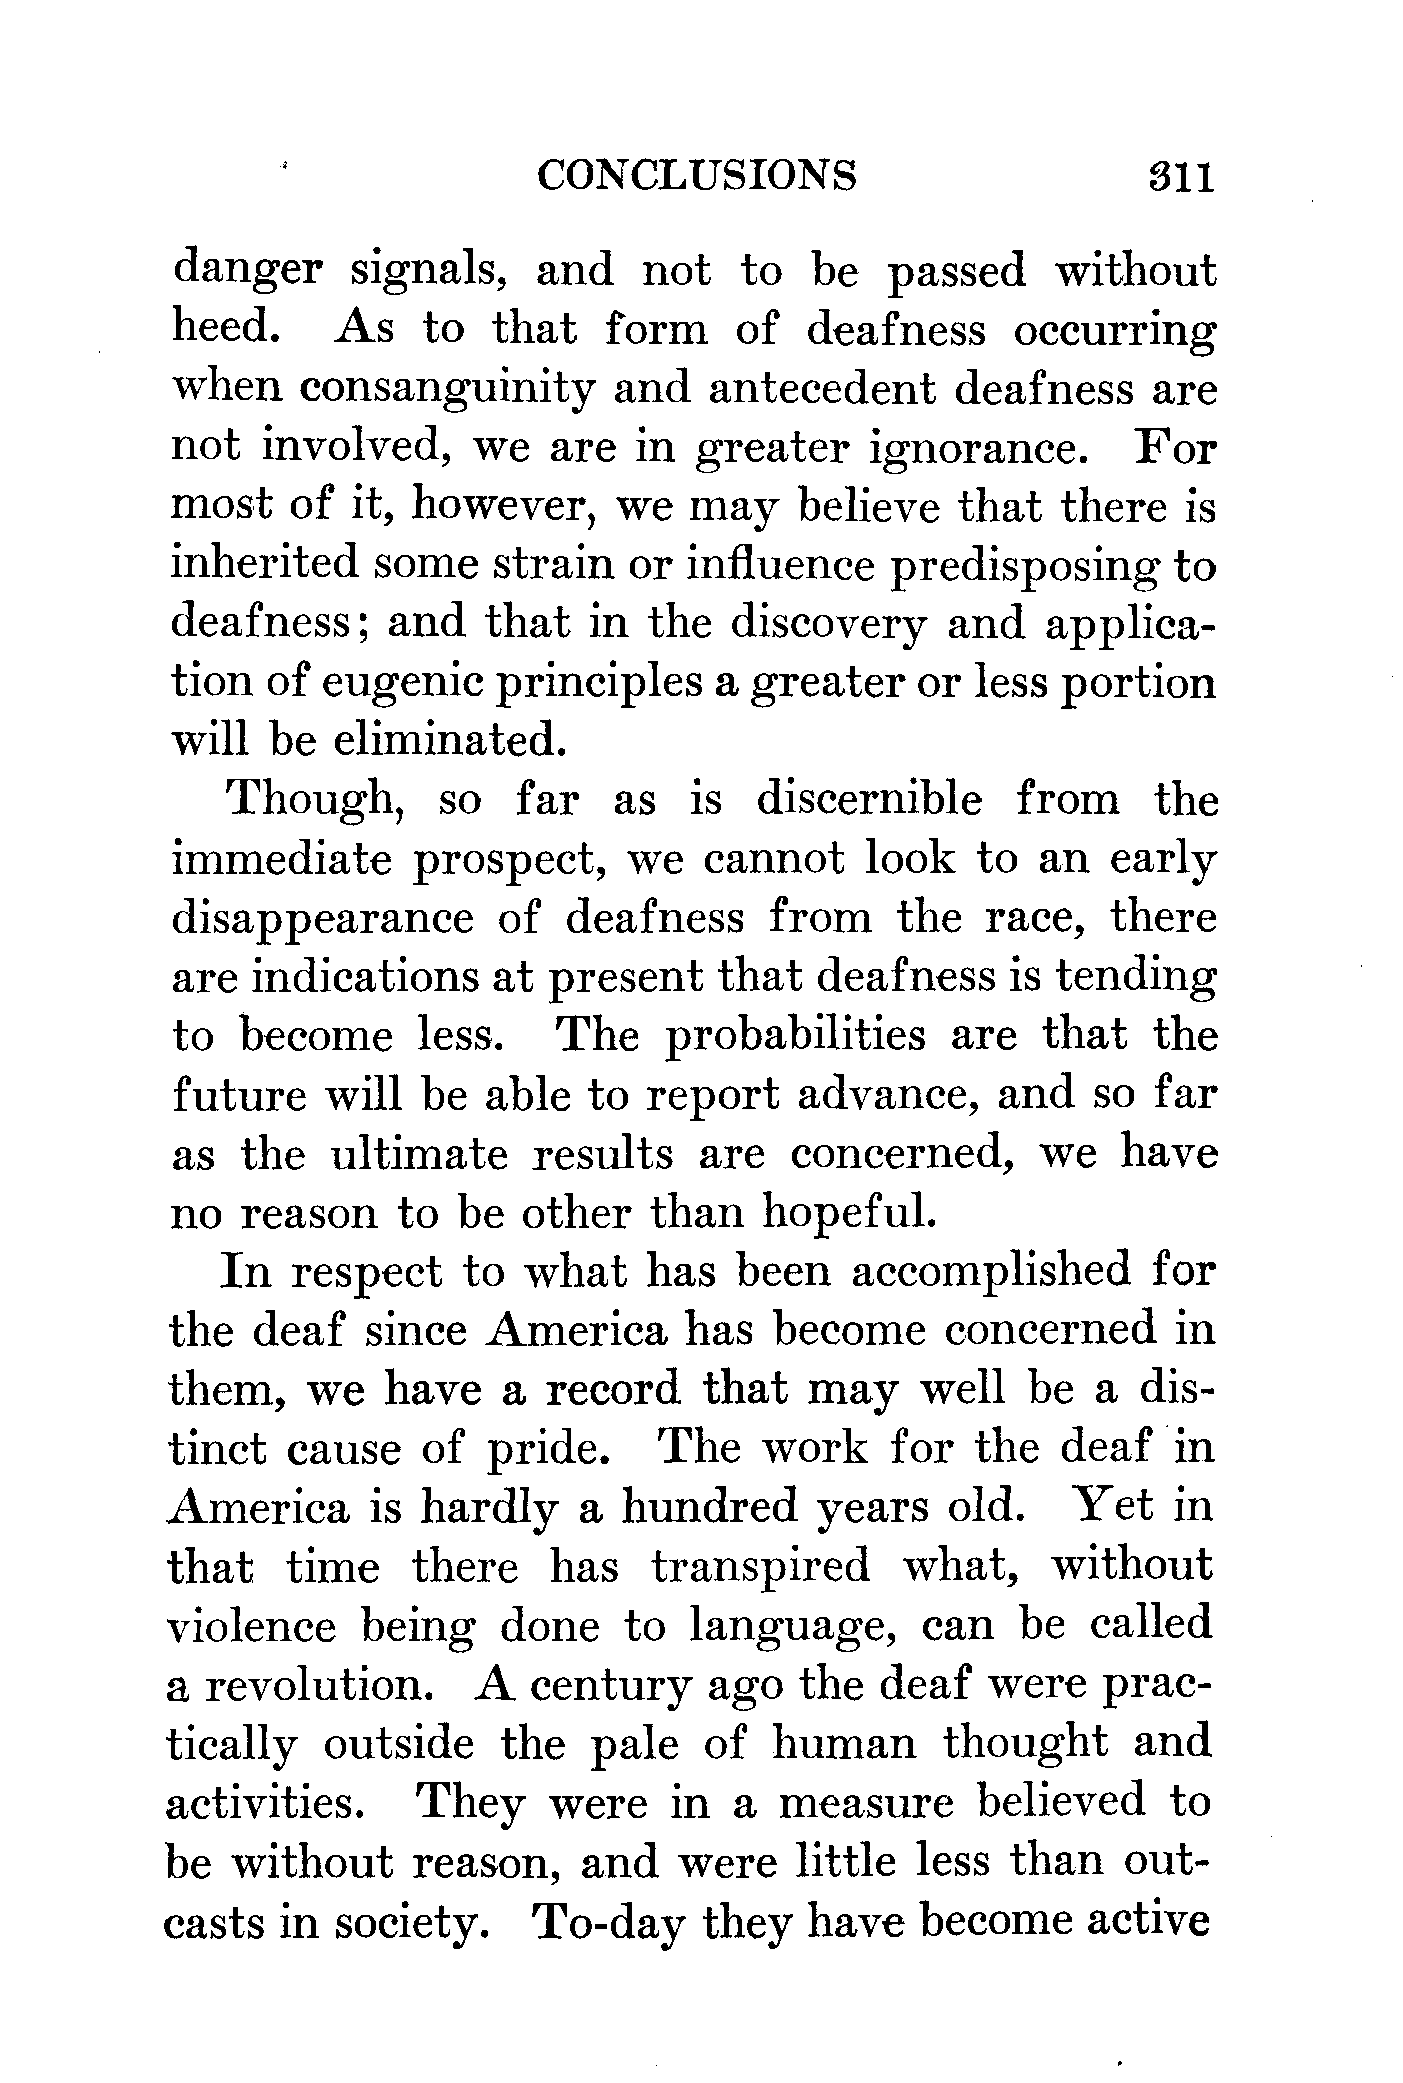 CONCLUSIONS 311
danger signals, and not to be passed without
heed. As to that form of deafness occurring
when consanguinity and antecedent deafness are
not involved, we are in greater ignorance. For
most of it, however, we may believe that there is
inherited some strain or influence predisposing to
deafness; and that in the discovery and applica-
tion of eugenic principles a greater or less portion
will be eliminated.
Though, so far as is discernible from the
immediate prospect, we cannot look to an early
disappearance of deafness from the race, there
are indications at present that deafness is tending
to become less. The probabilities are that the
future will be able to report advance, and so far
as the ultimate results are concerned, we have
no reason to be other than hopeful.
In respect to what has been accomplished for
the deaf since America has become concerned in
them, we have a record that may well be a dis-
tinct cause of pride. The work for the deaf in
America is hardly a hundred years old. Yet in
that time there has transpired what, without
violence being done to language, can be called
a revolution. A century ago the deaf were prac-
tically outside the pale of human thought and
activities. They were in a measure believed to
be without reason, and were little less than out-
casts in society. To-day they have become active